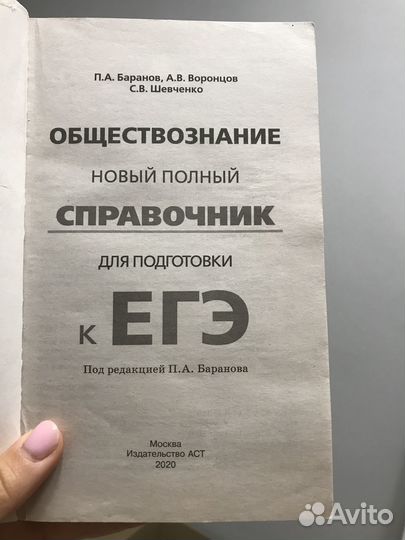 П.А. Баранов, А.В. Воронцов
С.В. Шевченко
ОБЩЕСТВОЗНАНИЕ
НОВЫЙ ПОЛНЫЙ
СПРАВОЧНИК
ДЛЯ ПОДГОТОВКИ
К ЕГЭ
Под редакцией П.А. Баранова
Москва
Издательство АСТ
2020
Avito